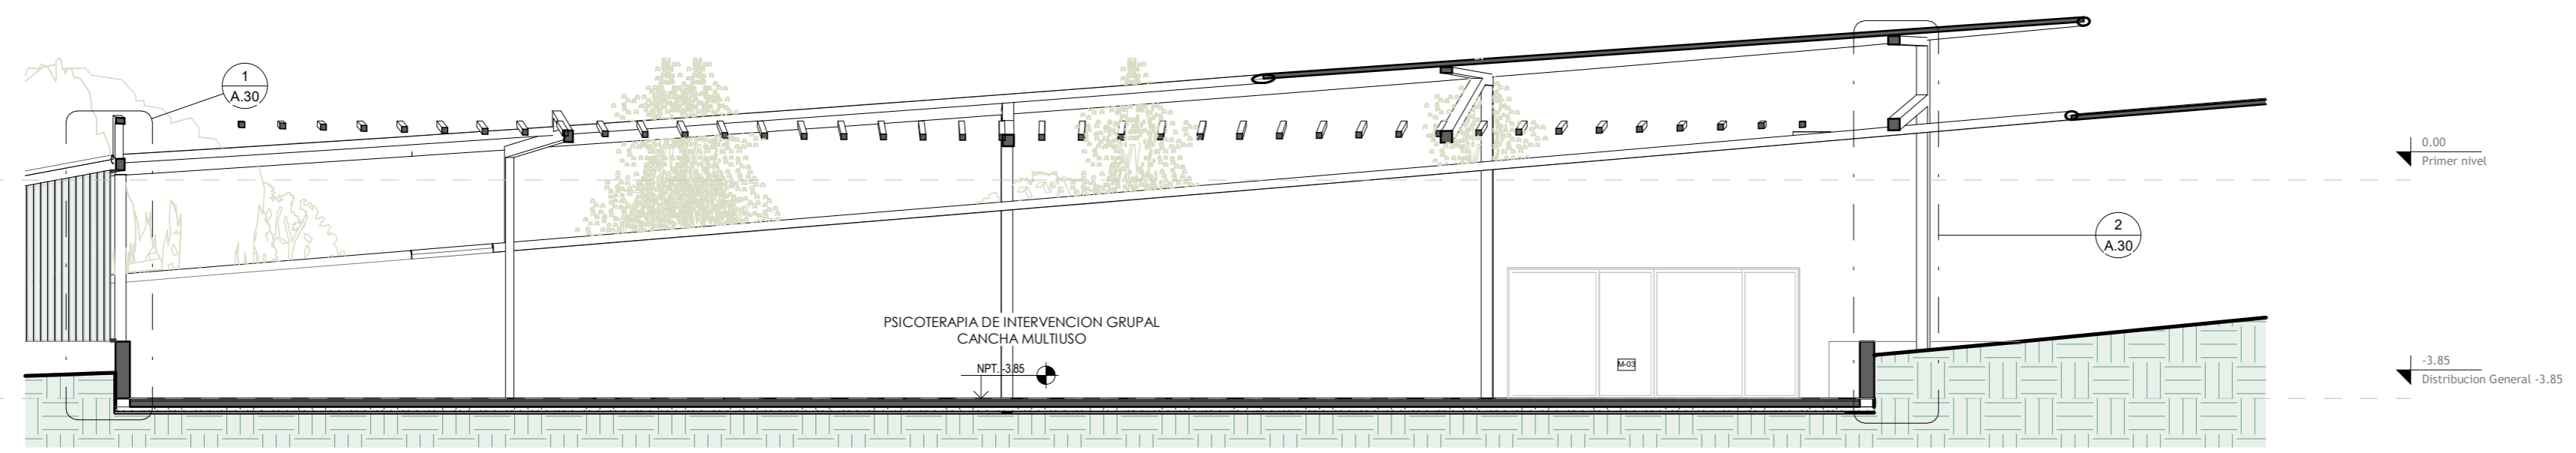 1
A.30
0.00
Primer nivel
2
A.30
PSICOTERAPIA DE INTERVENCION GRUPAL
CANCHA MULTIUSO
NPT. -3.85
M-03
-3.85
Distribucion General -3.85